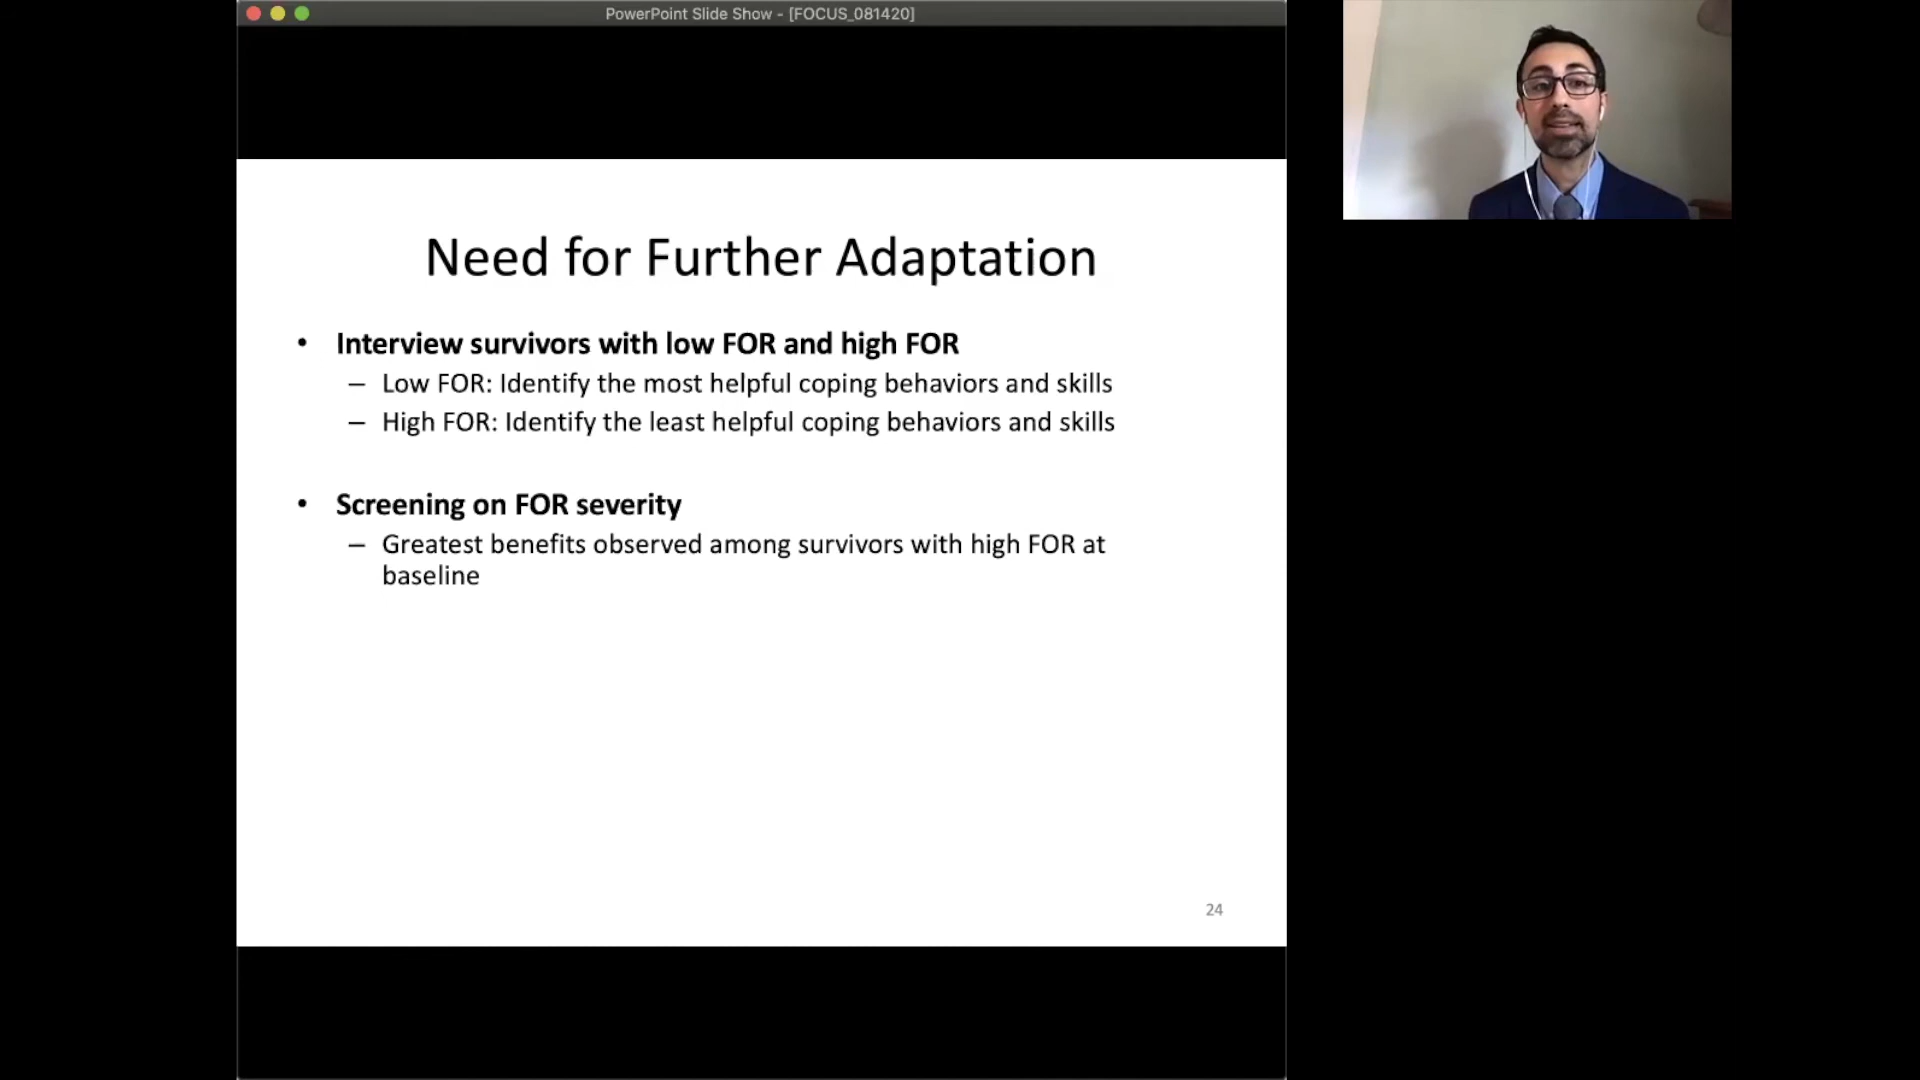 PowerPoint Slide Show - [FOCUS_081420]
Need for Further Adaptation
• Interview survivors with low FOR and high FOR
– Low FOR: Identify the most helpful coping behaviors and skills
– High FOR: Identify the least helpful coping behaviors and skills
• Screening on FOR severity
– Greatest benefits observed among survivors with high FOR at
baseline
24